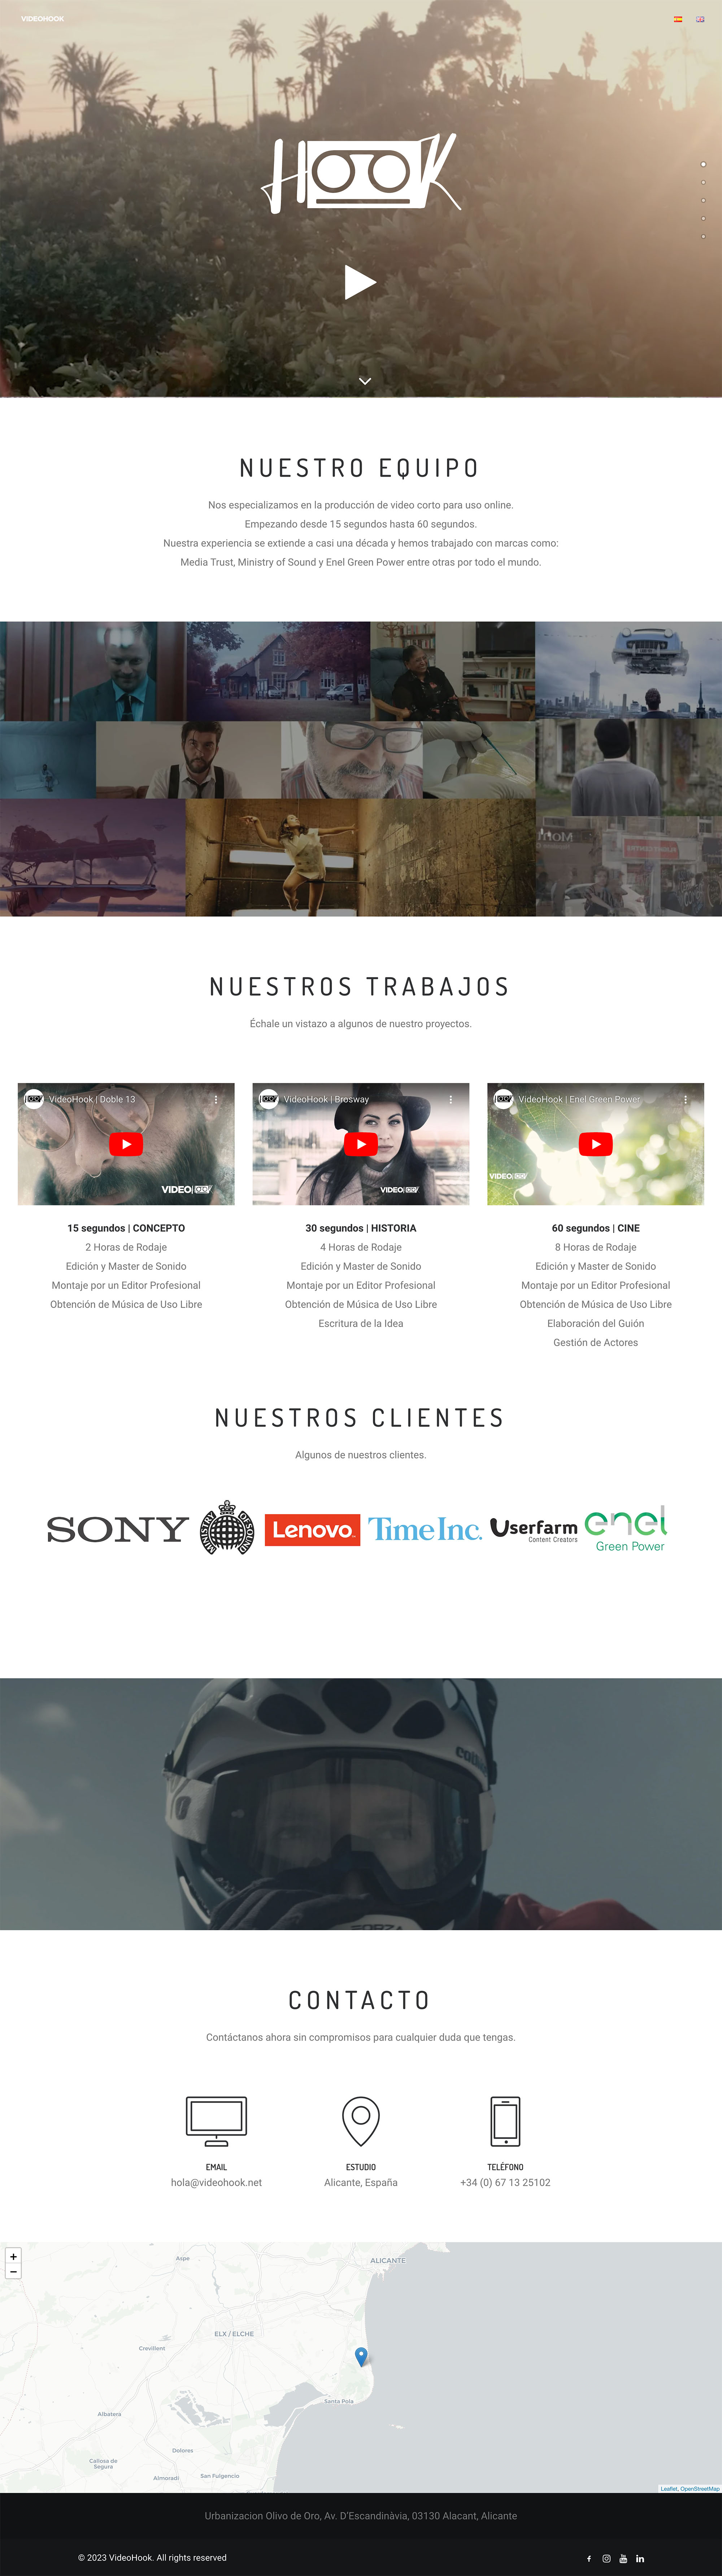 VIDEOHOOK
HOOK
NUESTRO EQUIPO
Nos especializamos en la producción de video corto para uso online.
Empezando desde 15 segundos hasta 60 segundos.
Nuestra experiencia se extiende a casi una década y hemos trabajado con marcas como:
Media Trust, Ministry of Sound y Enel Green Power entre otras por todo el mundo.
NUESTROS TRABAJOS
Échale un vistazo a algunos de nuestro proyectos.
VideoHook | Doble 13
VIDEO
VideoHook | Brosway
VIDEO
VideoHook | Enel Green Power
VIDEO
15 segundos | CONCEPTO
2 Horas de Rodaje
Edición y Master de Sonido
Montaje por un Editor Profesional
Obtención de Música de Uso Libre
30 segundos | HISTORIA
4 Horas de Rodaje
Edición y Master de Sonido
Montaje por un Editor Profesional
Obtención de Música de Uso Libre
Escritura de la Idea
60 segundos | CINE
8 Horas de Rodaje
Edición y Master de Sonido
Montaje por un Editor Profesional
Obtención de Música de Uso Libre
Elaboración del Guión
Gestión de Actores
NUESTROS CLIENTES
Algunos de nuestros clientes.
SONY
MINISTRY OF SOUND
Lenovo
TimeInc.
Userfarm
Content Creators
enel
Green Power
CONTACTO
Contáctanos ahora sin compromisos para cualquier duda que tengas.
EMAIL
hola@videohook.net
ESTUDIO
Alicante, España
TELÉFONO
+34 (0) 67 13 25102
+
−
Aspe
ALICANTE
ELX / ELCHE
Crevillent
Santa Pola
Albatera
Dolores
Callosa de
Segura
Almoradí
San Fulgencio
Leaflet, OpenStreetMap
Urbanizacion Olivo de Oro, Av. D'Escandinàvia, 03130 Alacant, Alicante
© 2023 VideoHook. All rights reserved